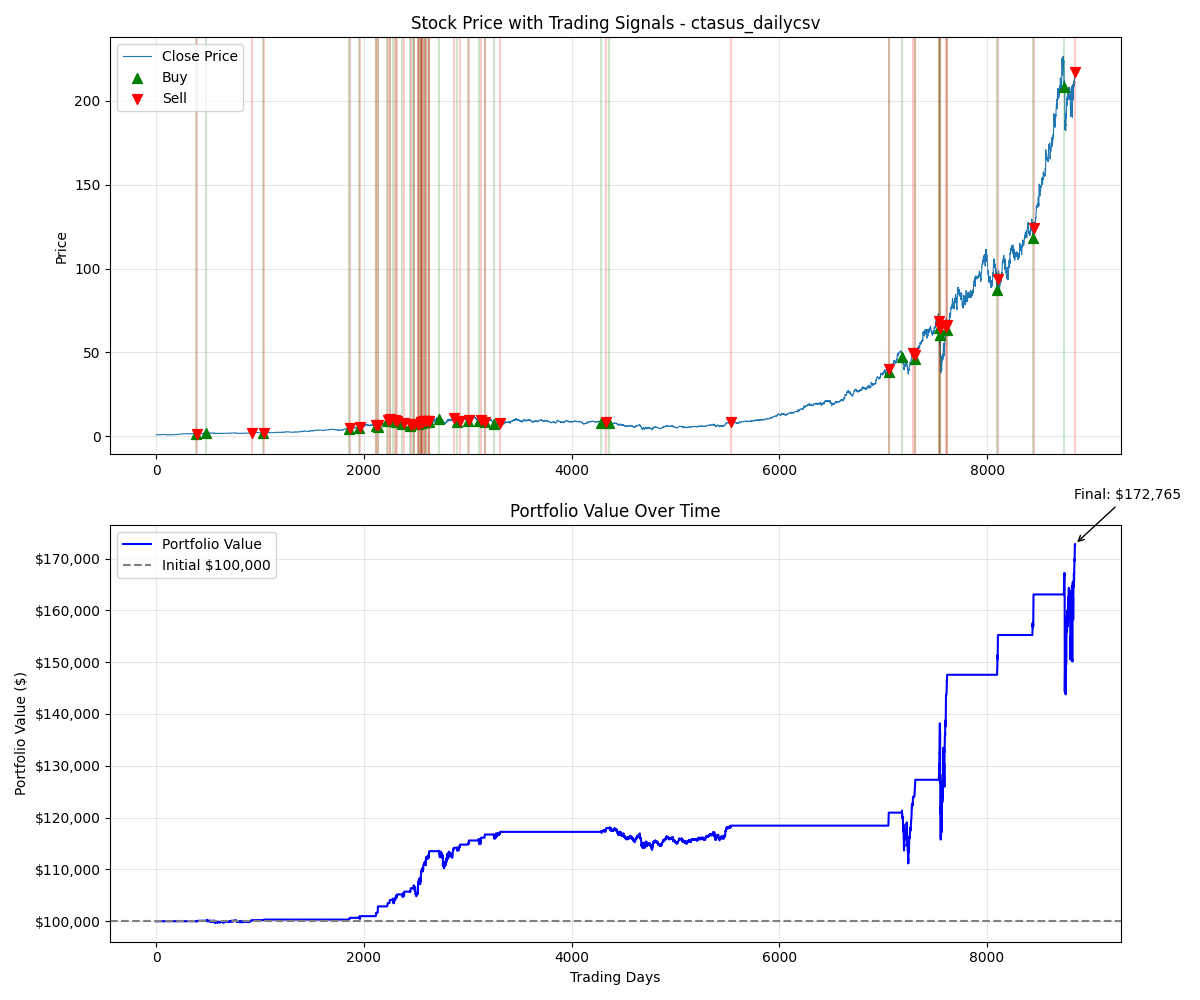 Stock Price with Trading Signals - ctasus_dailycsv
Close Price
Buy
Sell
200
150
100
50
0
Price
0
2000
4000
6000
8000
Final: $172,765
Portfolio Value Over Time
Portfolio Value
Initial $100,000
$170,000
$160,000
$150,000
$140,000
$130,000
$120,000
$110,000
$100,000
Portfolio Value ($)
0
2000
4000
6000
8000
Trading Days